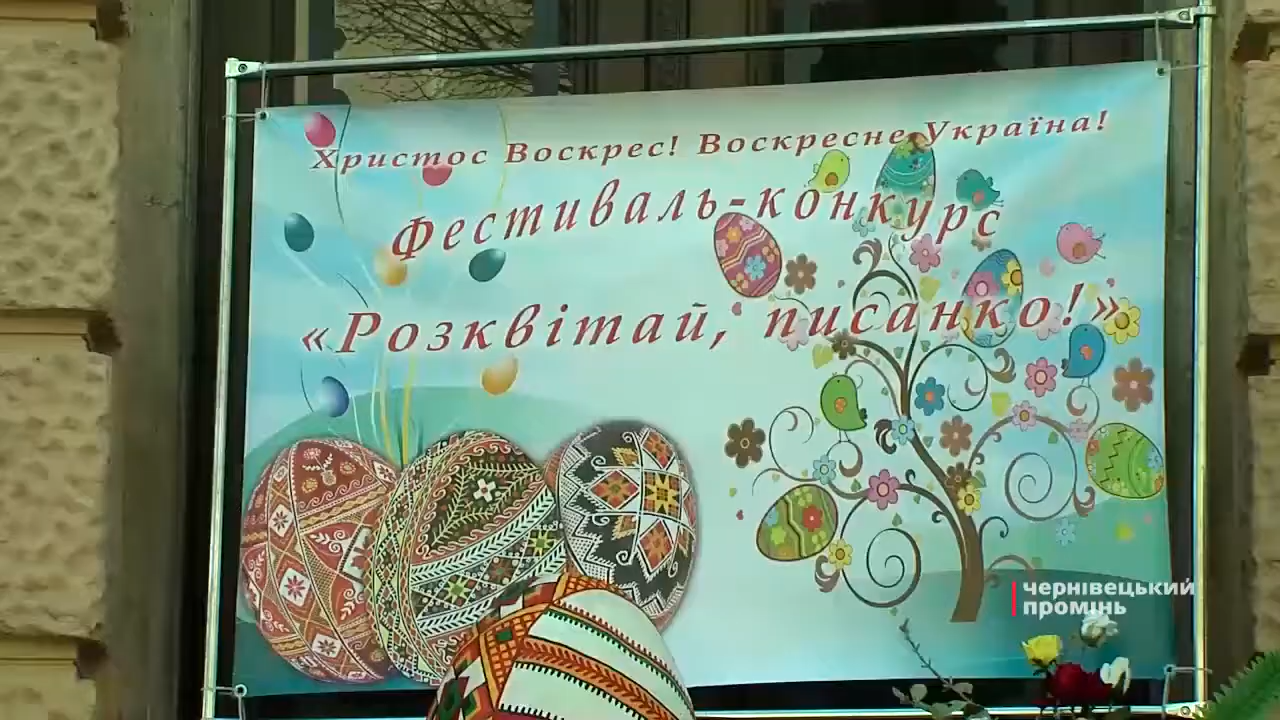 Христос Воскрес! Воскресне Україна!
Фестиваль-конкурс
«Розквітай, писанко!»
ЧЕРНІВЕЦЬКИЙ
ПРОМІНЬ